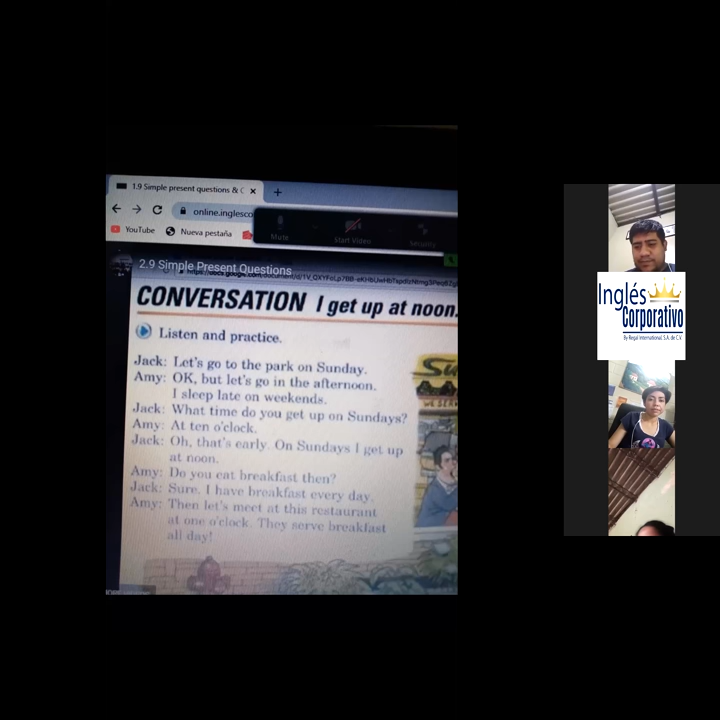 1.9 Simple present questions & C
online.inglesco
Mute
Start Video
Security
YouTube
Nueva pestaña
2.9 Simple Present Questions
CONVERSATION I get up at noon.
Listen and practice.
Jack: Let's go to the park on Sunday.
Amy: OK, but let's go in the afternoon.
I sleep late on weekends.
Jack: What time do you get up on Sundays?
Amy: At ten o'clock.
Jack: Oh, that's early. On Sundays I get up
at noon.
Amy: Do you eat breakfast then?
Jack: Sure. I have breakfast every day.
Amy: Then let's meet at this restaurant
at one o'clock. They serve breakfast
all day!
WE SER
Inglés
Corporativo
By Regal International, S.A. de C.V.